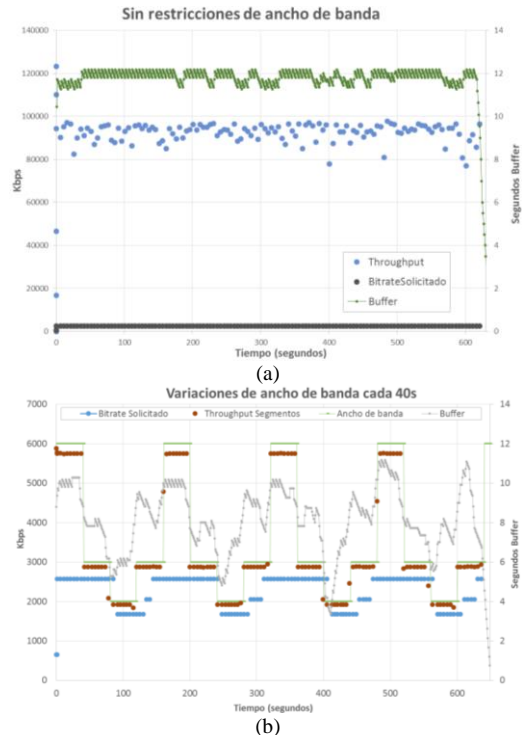 Sin restricciones de ancho de banda
140000
120000
100000
80000
60000
40000
20000
0
Kbps
14
12
10
8
6
4
2
0
Segundos Buffer
Throughput
BitrateSolicitado
Buffer
0 100 200 300 400 500 600
Tiempo (segundos)
(a)
Variaciones de ancho de banda cada 40s
Bitrate Solicitado Throughput Segmentos Ancho de banda Buffer
7000
6000
5000
4000
3000
2000
1000
0
Kbps
14
12
10
8
6
4
2
0
Segundos Buffer
0 100 200 300 400 500 600
Tiempo (segundos)
(b)